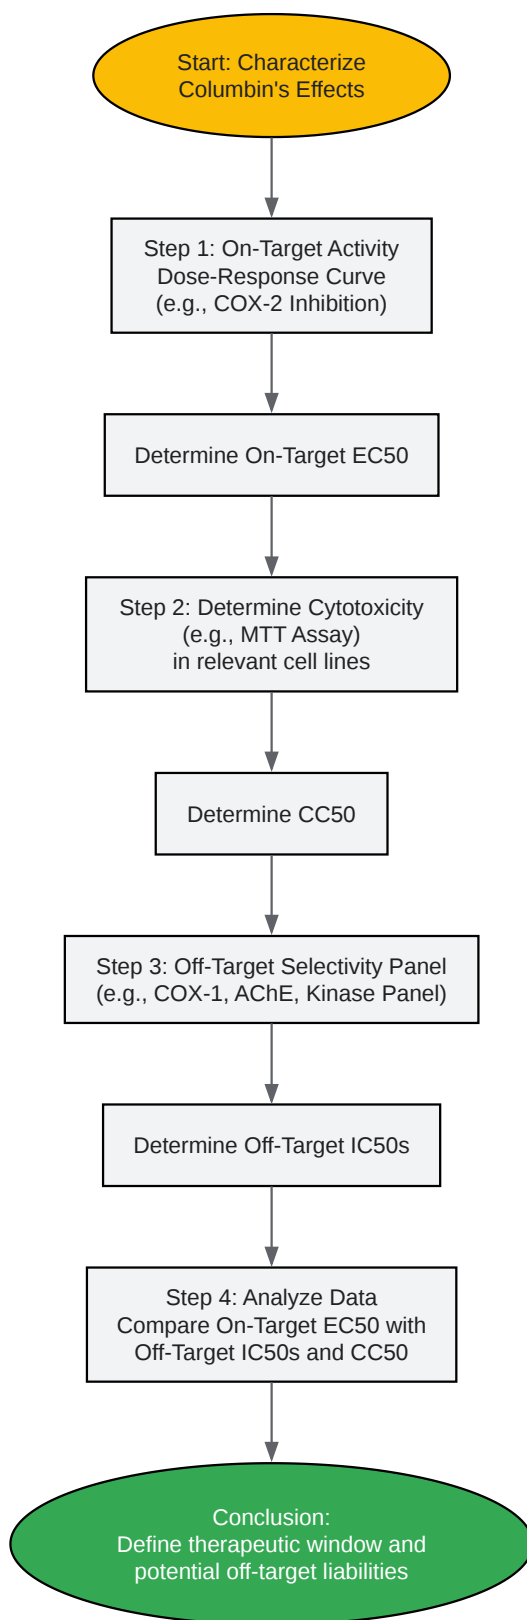 Start: Characterize
Columbin's Effects
Step 1: On-Target Activity
Dose-Response Curve
(e.g., COX-2 Inhibition)
Determine On-Target EC50
Step 2: Determine Cytotoxicity
(e.g., MTT Assay)
in relevant cell lines
Determine CC50
Step 3: Off-Target Selectivity Panel
(e.g., COX-1, AChE, Kinase Panel)
Determine Off-Target IC50s
Step 4: Analyze Data
Compare On-Target EC50 with
Off-Target IC50s and CC50
Conclusion:
Define therapeutic window and
potential off-target liabilities